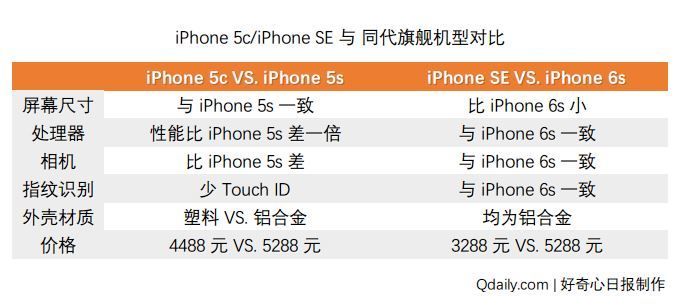 iPhone 5c/iPhone SE 与 同代旗舰机型对比
iPhone 5c VS. iPhone 5s iPhone SE VS. iPhone 6s
屏幕尺寸 与 iPhone 5s 一致 比 iPhone 6s 小
处理器 性能比 iPhone 5s 差一倍 与 iPhone 6s 一致
相机 比 iPhone 5s 差 与 iPhone 6s 一致
指纹识别 少 Touch ID 与 iPhone 6s 一致
外壳材质 塑料 VS. 铝合金 均为铝合金
价格 4488 元 VS. 5288 元 3288 元 VS. 5288 元
Qdaily.com | 好奇心日报制作